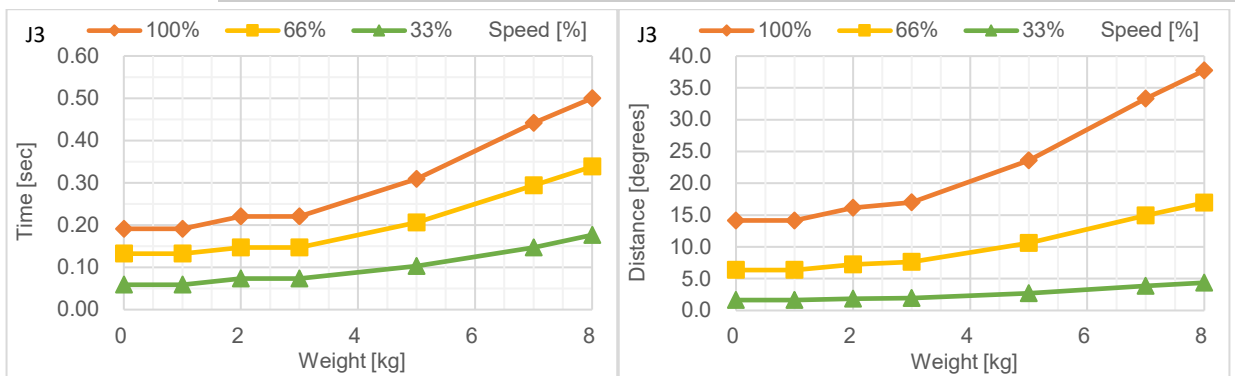 J3 100% 66% 33% Speed [%]
0.60
0.50
0.40
0.30
0.20
0.10
0.00
Time [sec]
0 2 4 6 8
Weight [kg]
J3 100% 66% 33% Speed [%]
40.0
35.0
30.0
25.0
20.0
15.0
10.0
5.0
0.0
Distance [degrees]
0 2 4 6 8
Weight [kg]